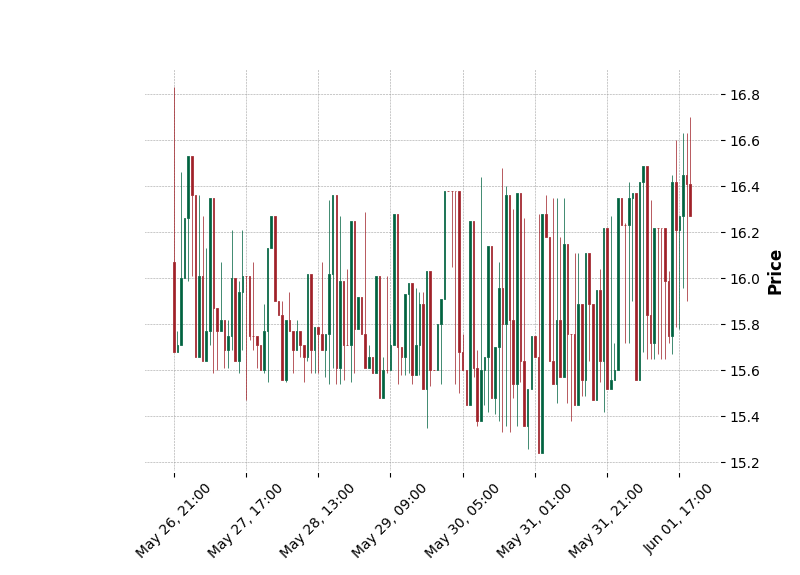 16.8
16.6
16.4
16.2
16.0
15.8
15.6
15.4
15.2
Price
May 26, 21:00
May 27, 17:00
May 28, 13:00
May 29, 09:00
May 30, 05:00
May 31, 01:00
May 31, 21:00
Jun 01, 17:00